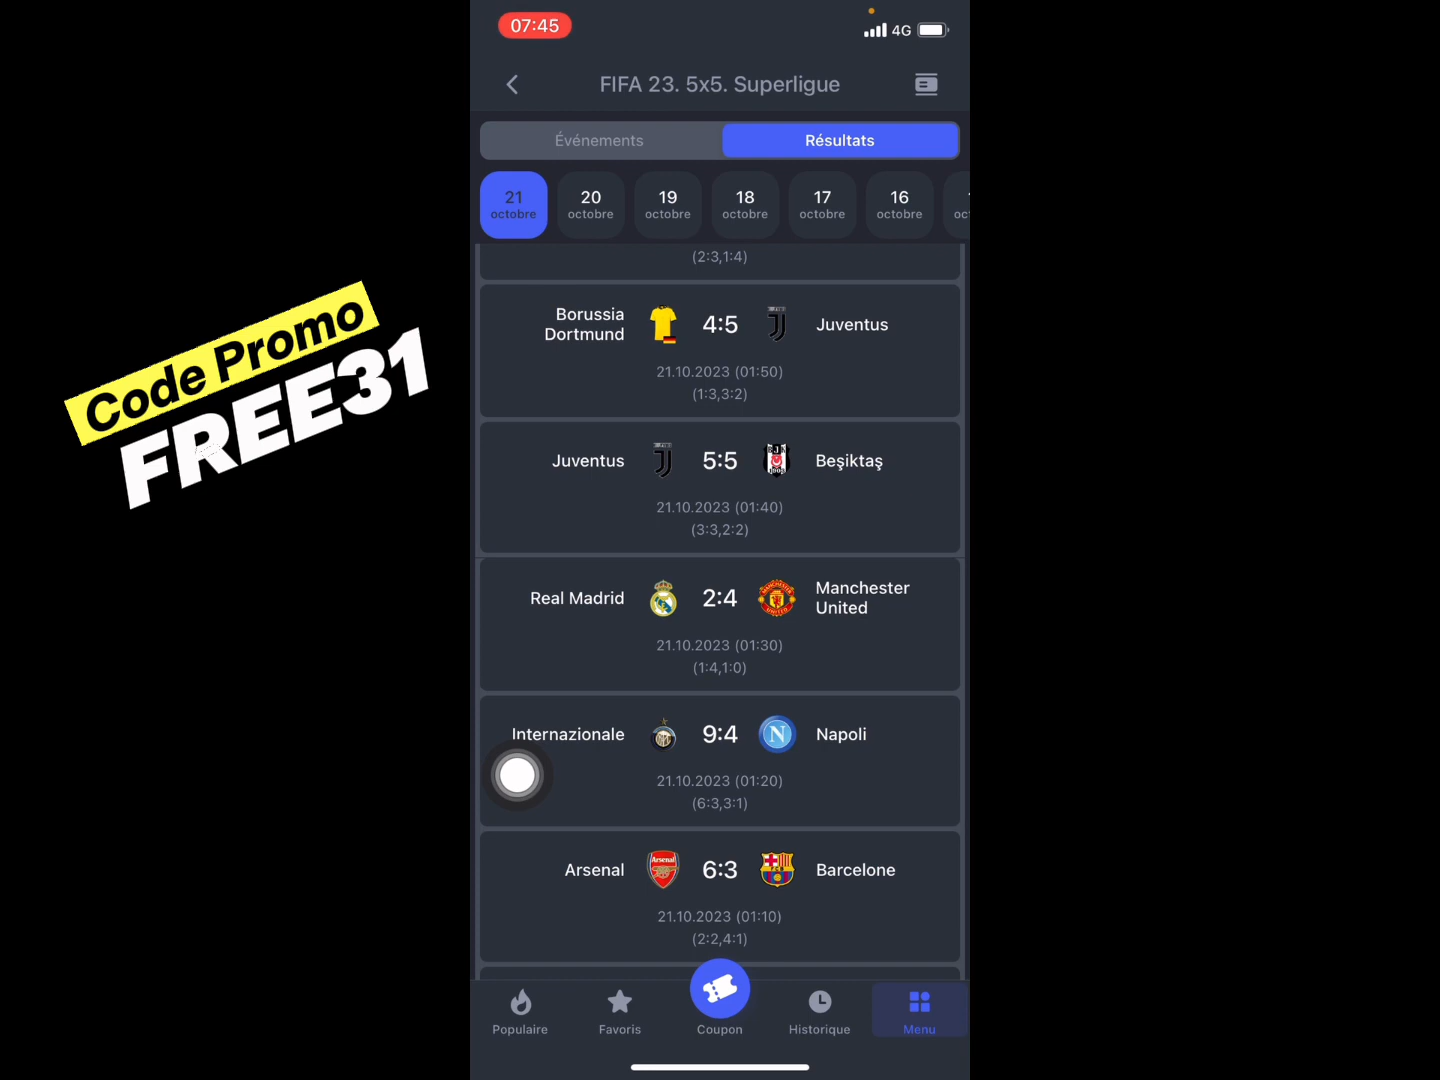 07:45
4G
FIFA 23. 5x5. Superligue
Événements
Résultats
21
octobre
20
octobre
19
octobre
18
octobre
17
octobre
16
octobre
(2:3,1:4)
Borussia
Dortmund
4:5
Juventus
21.10.2023 (01:50)
(1:3,3:2)
Juventus
5:5
Beşiktaş
21.10.2023 (01:40)
(3:3,2:2)
Real Madrid
2:4
Manchester
United
21.10.2023 (01:30)
(1:4,1:0)
Internazionale
9:4
N
Napoli
21.10.2023 (01:20)
(6:3,3:1)
Arsenal
Arsenal
6:3
Barcelone
21.10.2023 (01:10)
(2:2,4:1)
Populaire
Favoris
Coupon
Historique
Menu
Code Promo
FREE31